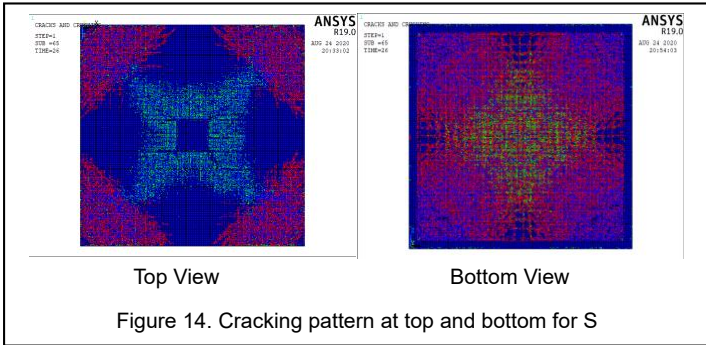 1
CRACKS AND
STEP=1
SUB =65
TIME=26
ANSYS
R19.0
AUG 24 2020
20:33:02
1
CRACKS AND
STEP=1
SUB =65
TIME=26
ANSYS
R19.0
AUG 24 2020
20:54:03
Top View
Bottom View
Figure 14. Cracking pattern at top and bottom for S